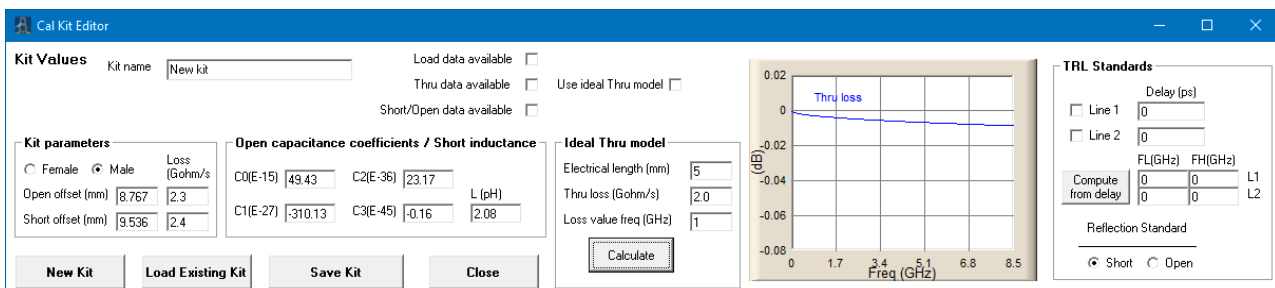 Cal Kit Editor
Kit Values
Kit name
New kit
Load data available
Thru data available
Use ideal Thru model
Short/Open data available
Kit parameters
Female
Male
Loss
(Gohm/s
Open offset (mm)
8.767
2.3
Short offset (mm)
9.536
2.4
Open capacitance coefficients / Short inductance
C0(E-15)
49.43
C2(E-36)
23.17
L (pH)
C1(E-27)
-310.13
C3(E-45)
-0.16
2.08
Ideal Thru model
Electrical length (mm)
5
Thru loss (Gohm/s)
2.0
Loss value freq (GHz)
1
Calculate
New Kit
Load Existing Kit
Save Kit
Close
0.02
0
-0.02
-0.04
-0.06
-0.08
(dB)
Thru loss
0
1.7
3.4
5.1
6.8
8.5
Freq (GHz)
TRL Standards
Delay (ps)
Line 1
0
Line 2
0
FL(GHz)
FH(GHz)
Compute
from delay
0
0
L1
0
0
L2
Reflection Standard
Short
Open